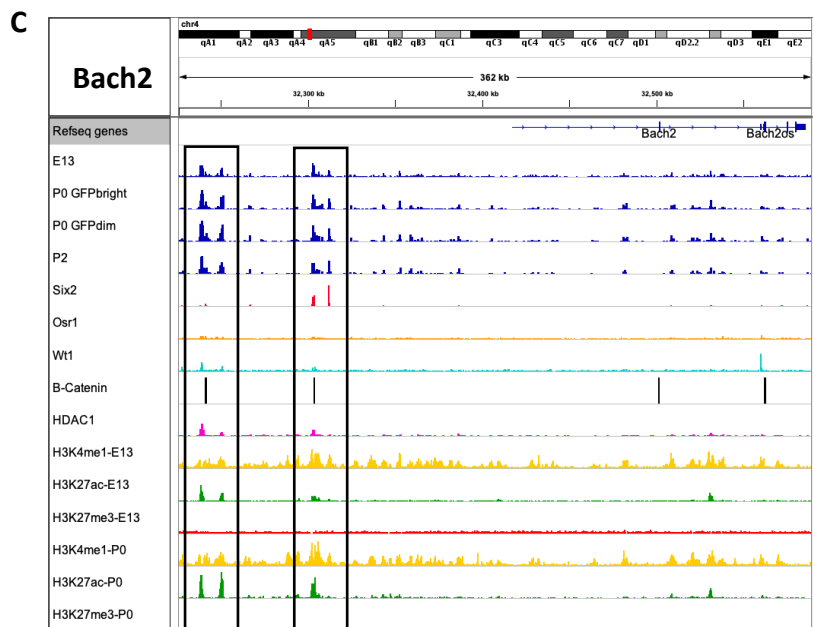 C
chr4
qA1 qA2 qA3 qA4 qA5 qB1 qB2 qB3 qC1 qC3 qC4 qC5 qC6 qC7 qD1 qD2.2 qD3 qE1 qE2
Bach2
362 kb
32,300 kb 32,400 kb 32,500 kb
Refseq genes
Bach2 Bach2os
E13
P0 GFPbright
P0 GFPdim
P2
Six2
Osr1
Wt1
B-Catenin
HDAC1
H3K4me1-E13
H3K27ac-E13
H3K27me3-E13
H3K4me1-P0
H3K27ac-P0
H3K27me3-P0